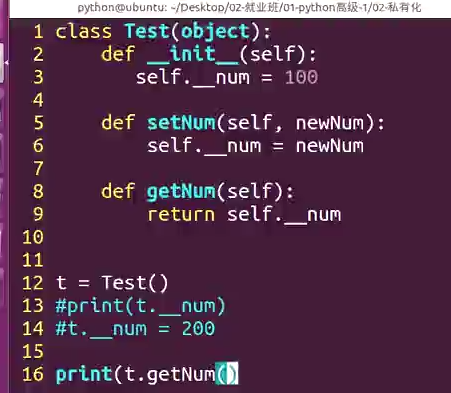 python@ubuntu: ~/Desktop/02-就业班/01-python高级-1/02-私有化
1 class Test(object):
2     def __init__(self):
3        self.__num = 100
4
5     def setNum(self, newNum):
6         self.__num = newNum
7
8     def getNum(self):
9         return self.__num
10
11
12 t = Test()
13 #print(t.__num)
14 #t.__num = 200
15
16 print(t.getNum()